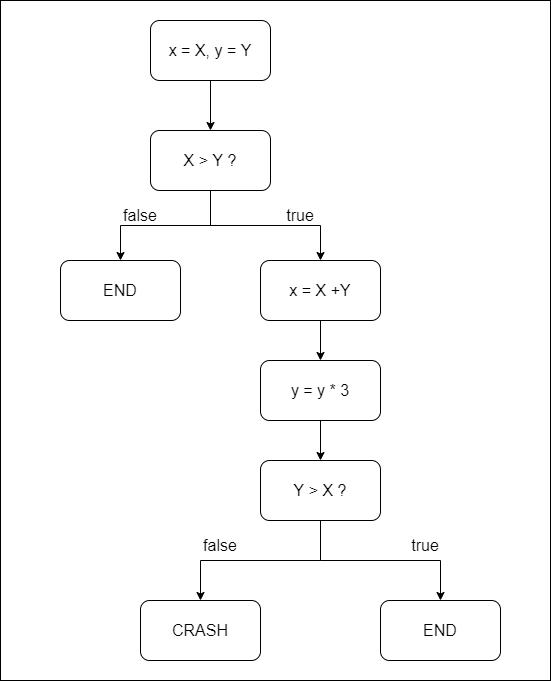 x = X, y = Y
X > Y ?
false
true
END
x = X +Y
y = y * 3
Y > X ?
false
true
CRASH
END